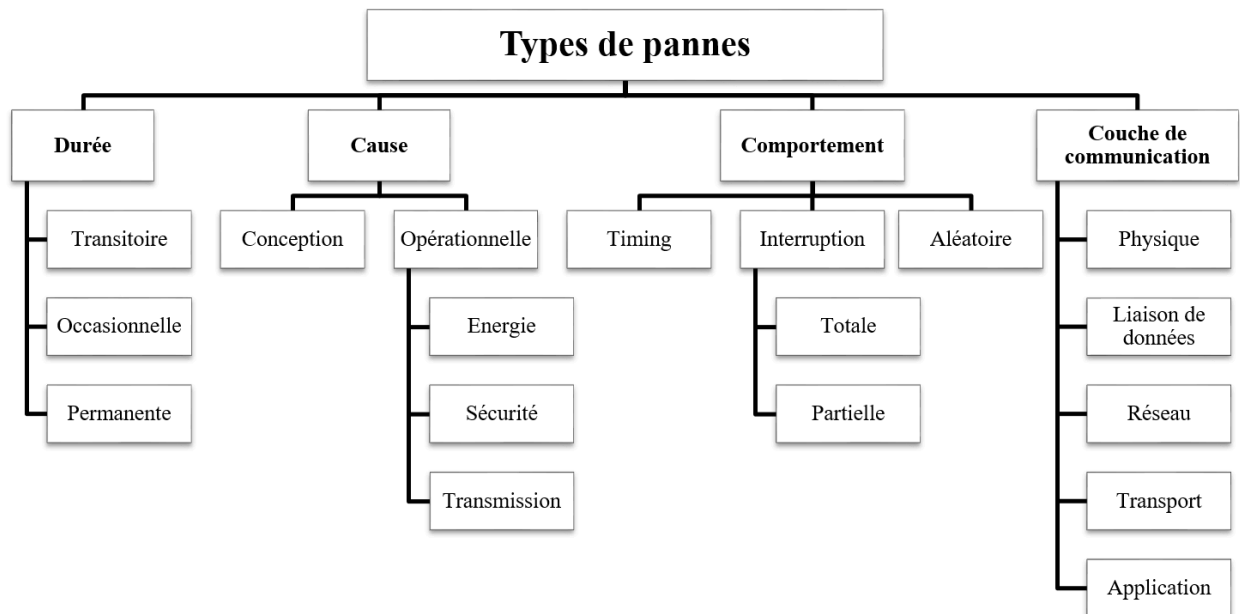 Types de pannes
Durée
Cause
Comportement
Couche de
communication
Transitoire
Conception
Opérationnelle
Timing
Interruption
Aléatoire
Physique
Occasionnelle
Energie
Totale
Liaison de
données
Permanente
Sécurité
Partielle
Réseau
Transmission
Transport
Application